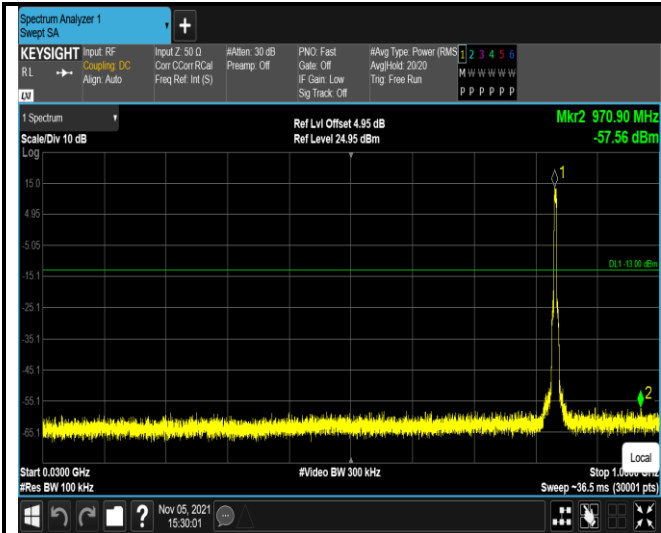 Spectrum Analyzer 1
Swept SA
+
KEYSIGHT
RL
LXI
Input: RF
Coupling: DC
Align: Auto
Input Z: 50 Ω
Corr CCorr RCal
Freq Ref: Int (S)
#Atten: 30 dB
Preamp: Off
PNO: Fast
Gate: Off
IF Gain: Low
Sig Track: Off
#Avg Type: Power (RMS
Avg|Hold: 20/20
Trig: Free Run
1 2 3 4 5 6
M W W W W W
P P P P P P
1 Spectrum
Scale/Div 10 dB
Log
Ref Lvl Offset 4.95 dB
Ref Level 24.95 dBm
Mkr2 970.90 MHz
-57.56 dBm
1
15.0
4.95
-5.05
DL1 -13.00 dBm
-15.1
-25.1
-35.1
-45.1
2
-55.1
-65.1
Local
Start 0.0300 GHz
#Video BW 300 kHz
Stop 1.0000 GHz
#Res BW 100 kHz
Sweep ~36.5 ms (30001 pts)
?
Nov 05, 2021
15:30:01